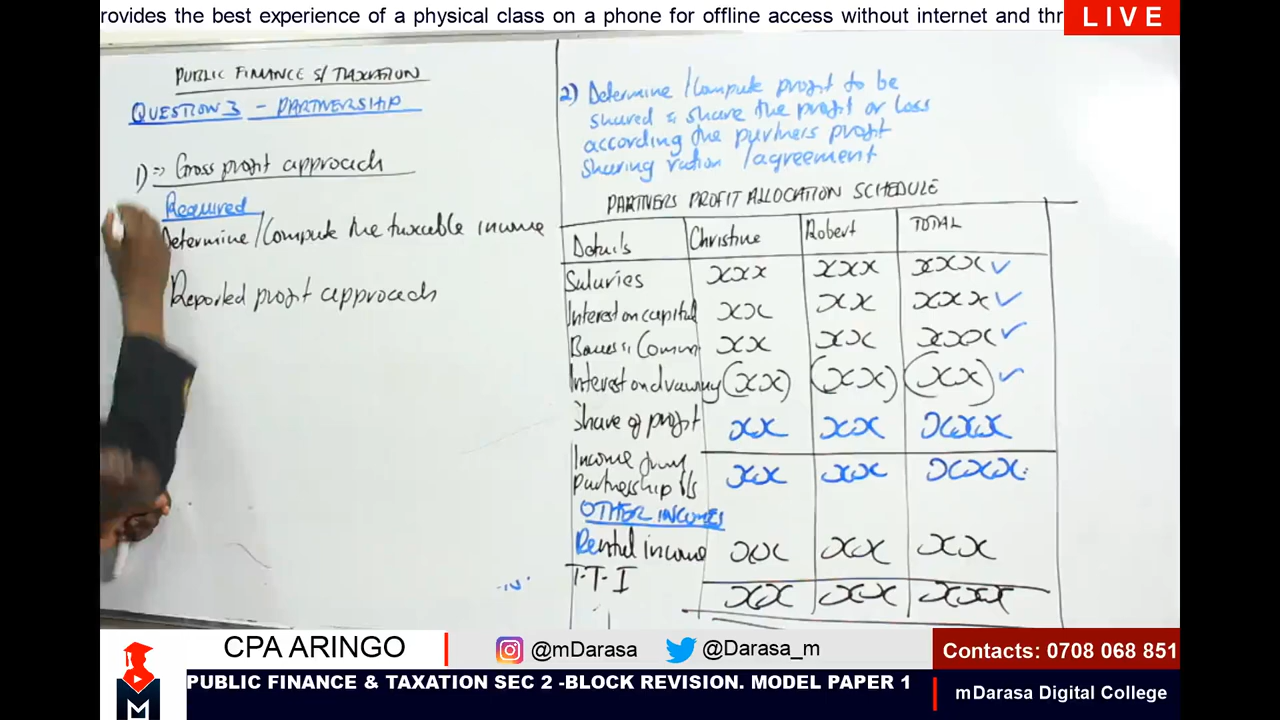 rovides the best experience of a physical class on a phone for offline access without internet and thr
LIVE
PUBLIC FINANCE S/ TAXATION
QUESTION 3 - PARTNERSHIP
1) => Gross profit approach
Required
Determine / Compute the taxable income
Reported profit approach
2) Determine / Compute profit to be
shared & share the profit or loss
according the partners profit
sharing ration / agreement
PARTNERS PROFIT ALLOCATION SCHEDULE
Details Christine Robert TOTAL
Salaries xxx xxx xxx ✓
Interest on capital xx xx xxx ✓
xx xx xxx ✓
Interest on drawing (xx) (xx) (xx) ✓
Share of profit xx xx xxx
Income from
Partnership xx xx xxx
OTHER INCOMES
Rental income xx xx xx
T.T.I xx xx xxx
CPA ARINGO
@mDarasa
@Darasa_m
Contacts: 0708 068 851
PUBLIC FINANCE & TAXATION SEC 2 -BLOCK REVISION. MODEL PAPER 1
mDarasa Digital College